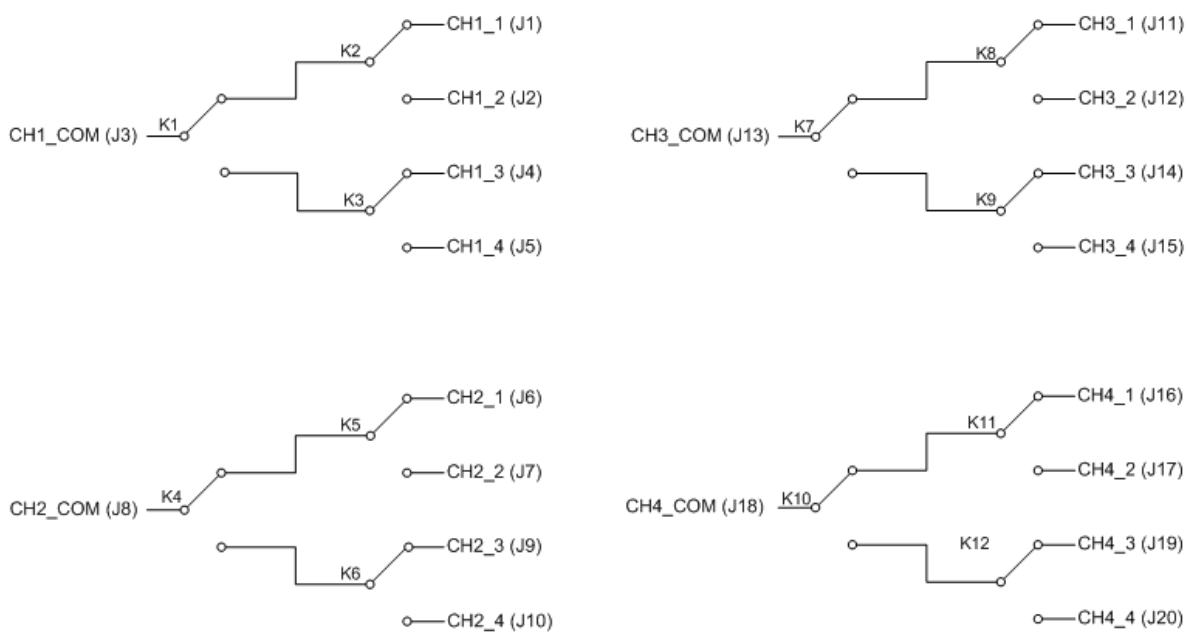 CH1_1 (J1)
K2
CH1_2 (J2)
CH1_COM (J3)
K1
CH1_3 (J4)
K3
CH1_4 (J5)
CH3_1 (J11)
K8
CH3_2 (J12)
CH3_COM (J13)
K7
CH3_3 (J14)
K9
CH3_4 (J15)
CH2_1 (J6)
K5
CH2_2 (J7)
CH2_COM (J8)
K4
CH2_3 (J9)
K6
CH2_4 (J10)
CH4_1 (J16)
K11
CH4_2 (J17)
CH4_COM (J18)
K10
K12
CH4_3 (J19)
CH4_4 (J20)